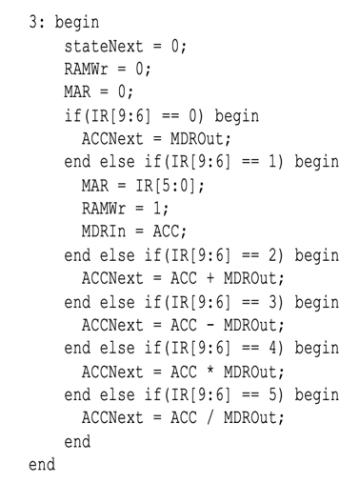 3: begin
    stateNext = 0;
    RAMWr = 0;
    MAR = 0;
    if(IR[9:6] == 0) begin
      ACCNext = MDROut;
    end else if(IR[9:6] == 1) begin
      MAR = IR[5:0];
      RAMWr = 1;
      MDRIn = ACC;
    end else if(IR[9:6] == 2) begin
      ACCNext = ACC + MDROut;
    end else if(IR[9:6] == 3) begin
      ACCNext = ACC - MDROut;
    end else if(IR[9:6] == 4) begin
      ACCNext = ACC * MDROut;
    end else if(IR[9:6] == 5) begin
      ACCNext = ACC / MDROut;
    end
end